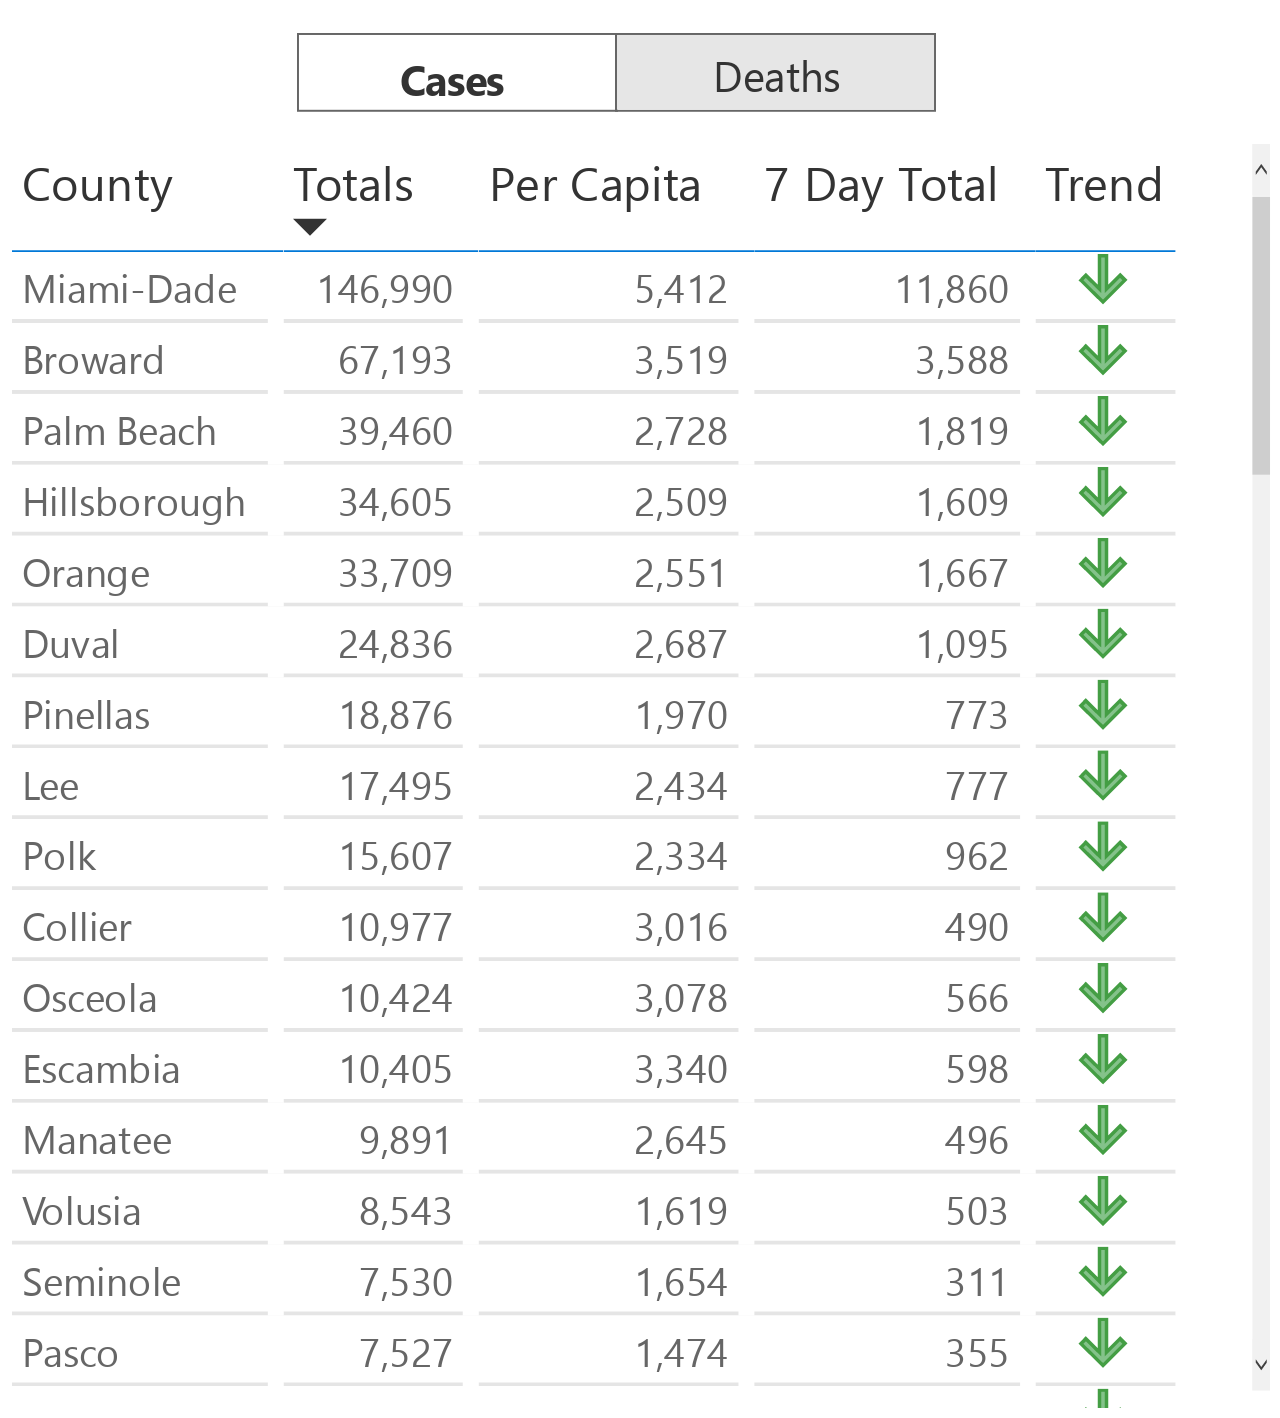 Cases Deaths
County Totals Per Capita 7 Day Total Trend
Miami-Dade 146,990 5,412 11,860
Broward 67,193 3,519 3,588
Palm Beach 39,460 2,728 1,819
Hillsborough 34,605 2,509 1,609
Orange 33,709 2,551 1,667
Duval 24,836 2,687 1,095
Pinellas 18,876 1,970 773
Lee 17,495 2,434 777
Polk 15,607 2,334 962
Collier 10,977 3,016 490
Osceola 10,424 3,078 566
Escambia 10,405 3,340 598
Manatee 9,891 2,645 496
Volusia 8,543 1,619 503
Seminole 7,530 1,654 311
Pasco 7,527 1,474 355